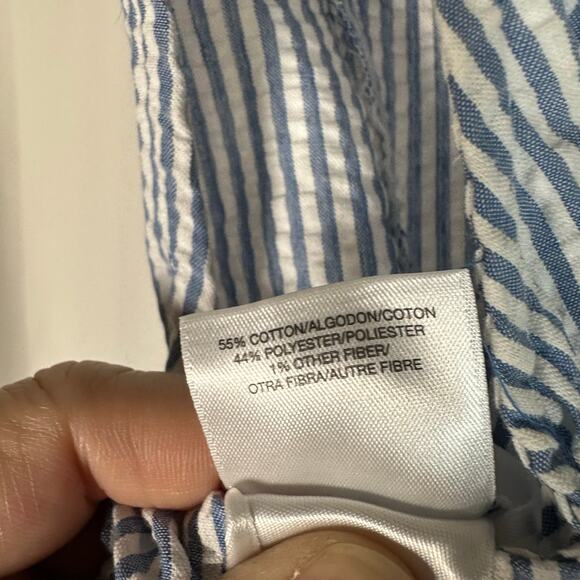 55% COTTON/ALGODON/COTON
44% POLYESTER/POLIESTER
1% OTHER FIBER/
OTRA FIBRA/AUTRE FIBRE